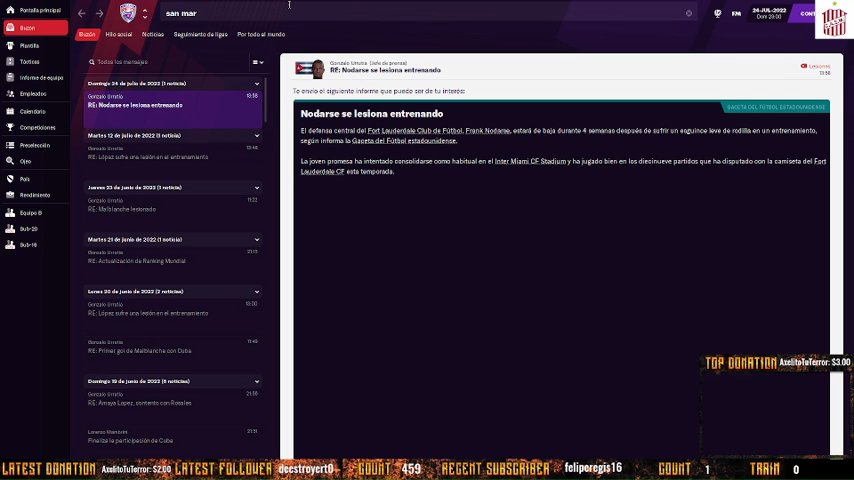 Portada principal
san mar
FM
24-JUL-2022
Dom 23:00
CONT
Buzón
Buzón
Hilo social
Noticias
Seguimiento de ligas
Por todo el mundo
Plantilla
Tácticas
Informe de equipo
Empleados
Calendario
Competiciones
Preselección
Ojeo
País
Rendimiento
Equipo B
Sub-20
Sub-18
Todos los mensajes
Domingo 24 de julio de 2022 (1 noticia)
Gonzalo Urrutia
13:58
RE: Nodarse se lesiona entrenando
Martes 12 de julio de 2022 (1 noticia)
Gonzalo Urrutia
RE: López sufre una lesión en el entrenamiento
Jueves 23 de junio de 2022 (1 noticia)
Gonzalo Urrutia
11:22
RE: Malblanche lesionado
Martes 21 de junio de 2022 (1 noticia)
Gonzalo Urrutia
RE: Actualización de Ranking Mundial
Lunes 20 de junio de 2022 (2 noticias)
Gonzalo Urrutia
RE: López sufre una lesión en el entrenamiento
Gonzalo Urrutia
RE: Primer gol de Malblanche con Cuba
Gonzalo Urrutia
RE: Amaya Lopez, contento con Rosales
Finaliza la participación de Cuba
Gonzalo Urrutia (Jefe de prensa)
RE: Nodarse se lesiona entrenando
Lesiones
13:58
Te envío el siguiente informe que puede ser de tu interés:
GACETA DEL FÚTBOL ESTADOUNIDENSE
Nodarse se lesiona entrenando
El defensa central del Fort Lauderdale Club de Fútbol, Frank Nodarse, estará de baja durante 4 semanas después de sufrir un esguince leve de rodilla en un entrenamiento,
según informa la Gaceta del Fútbol estadounidense.
La joven promesa ha intentado consolidarse como habitual en el Inter Miami CF Stadium y ha jugado bien en los diecinueve partidos que ha disputado con la camiseta del Fort
Lauderdale CF esta temporada.
TOP DONATION AxelitoTuTerror: $3.00
LATEST DONATION AxelitoTuTerror: $2.00 LATEST FOLLOWER deestroyert0 COUNT 459 RECENT SUBSCRIBER feliporegis16 COUNT 1 TRAIN 0